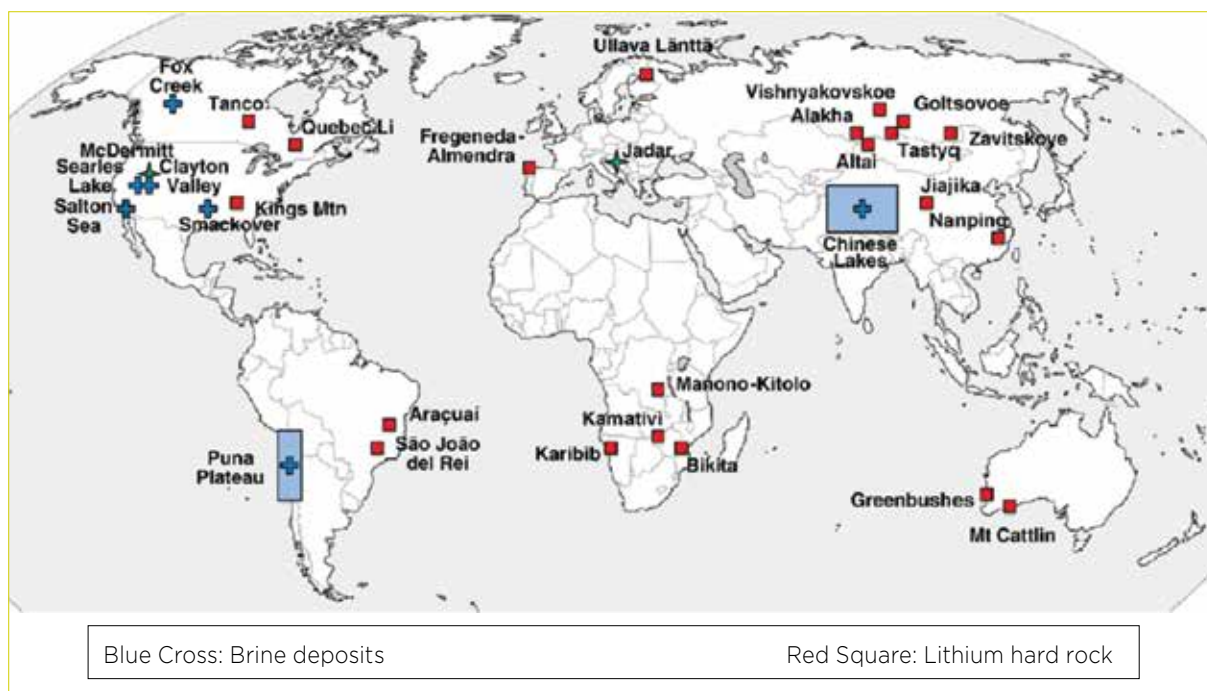 Ullava Länttä
Fox
Creek
Tanco
Quebec Li
Vishnyakovskoe
Goltsovoe
Alakha
Zavitskoye
Tastyq
Altai
Fregeneda-
Almendra
Jadar
McDermitt
Searles
Lake
Clayton
Valley
Salton
Sea
Kings Mtn
Smackover
Jiajika
Nanping
Chinese
Lakes
Manono-Kitolo
Kamativi
Karibib
Bikita
Araçuai
São João
del Rei
Puna
Plateau
Greenbushes
Mt Cattlin
Blue Cross: Brine deposits
Red Square: Lithium hard rock